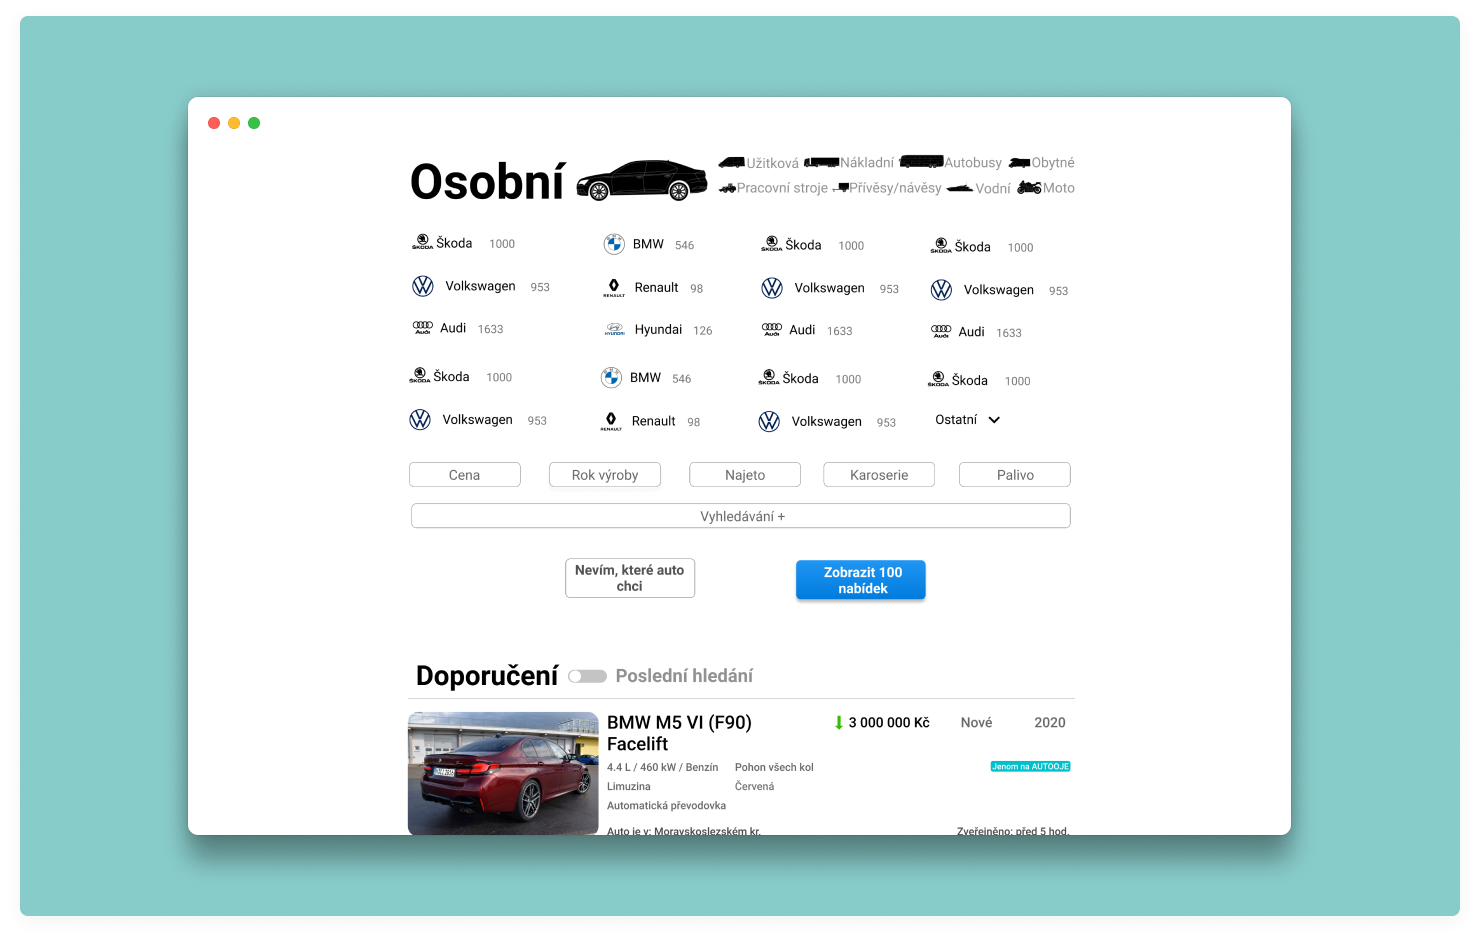 Osobní
Užitková Nákladní Autobusy Obytné
Pracovní stroje Přívěsy/návěsy Vodní Moto
ŠKODA Škoda 1000 BMW 546 ŠKODA Škoda 1000 ŠKODA Škoda 1000
Volkswagen 953 RENAULT Renault 98 Volkswagen 953 Volkswagen 953
Audi Audi 1633 HYUNDAI Hyundai 126 Audi Audi 1633 Audi Audi 1633
ŠKODA Škoda 1000 BMW 546 ŠKODA Škoda 1000 ŠKODA Škoda 1000
Volkswagen 953 RENAULT Renault 98 Volkswagen 953 Ostatní
Cena Rok výroby Najeto Karoserie Palivo
Vyhledávání +
Nevím, které auto
chci
Zobrazit 100
nabídek
Doporučení Poslední hledání
BMW M5 VI (F90) 3 000 000 Kč Nové 2020
Facelift
4.4 L / 460 kW / Benzín Pohon všech kol Jenom na AUTOOJE
Limuzina Červená
Automatická převodovka
Auto je v: Moravskoslezském kr. Zveřejněno: před 5 hod.